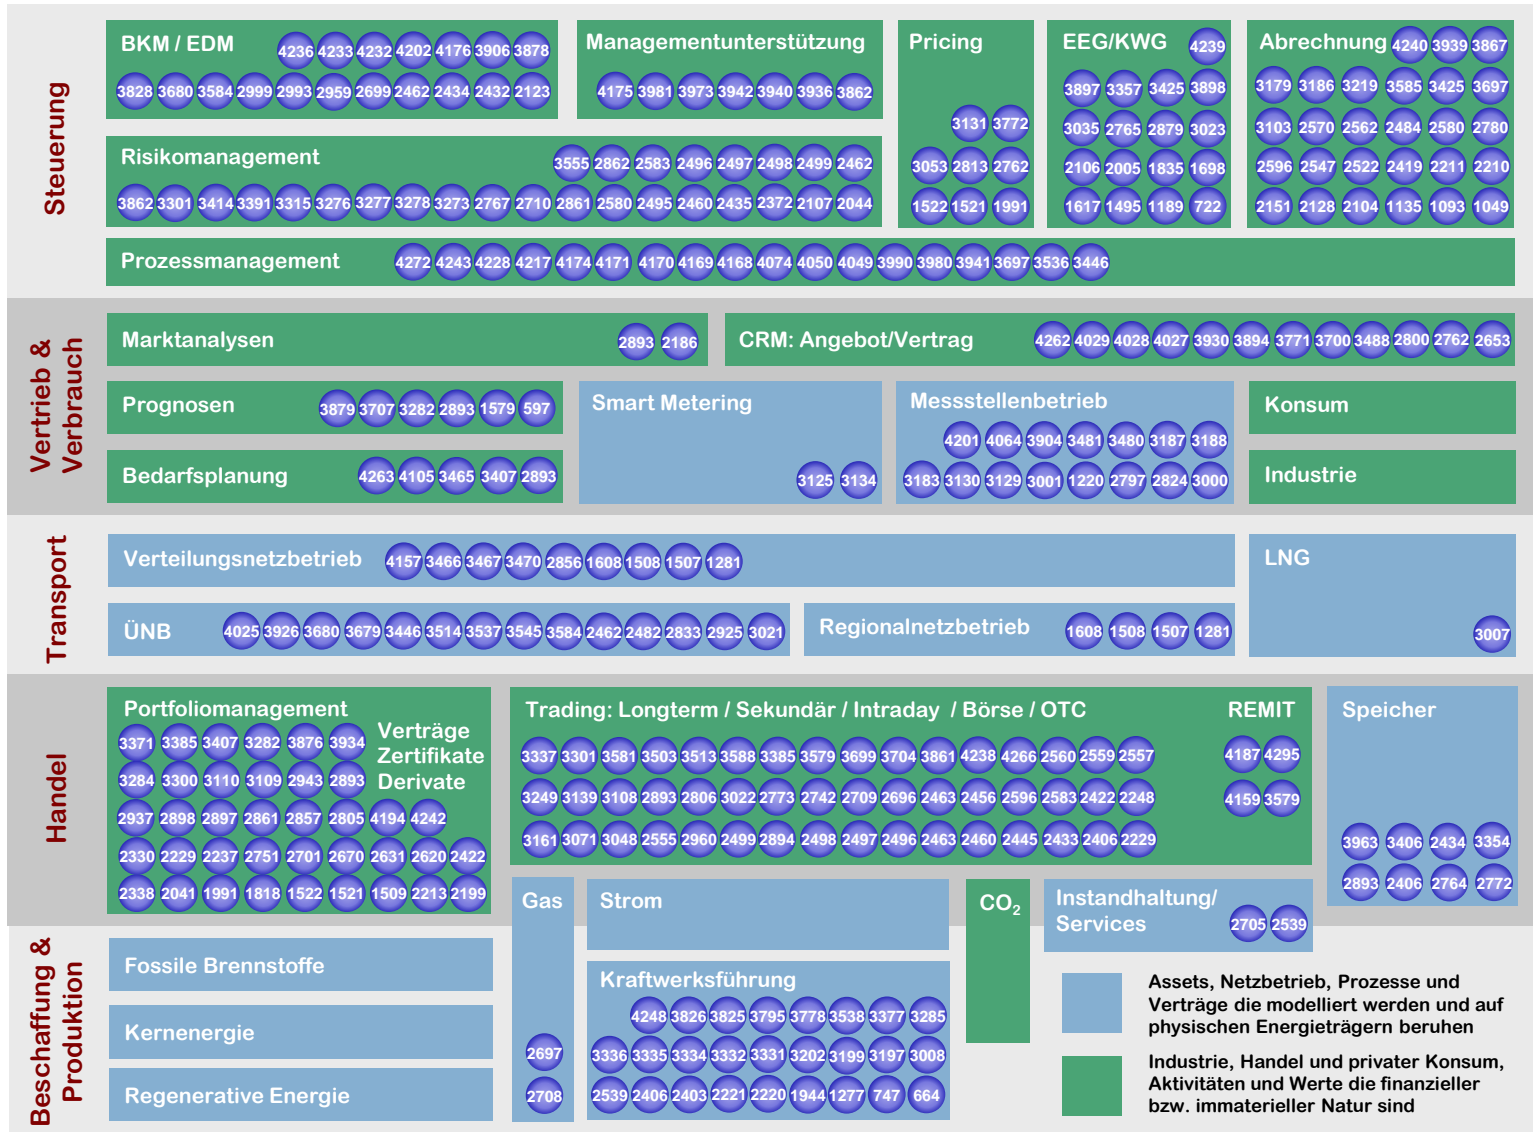 Steuerung
BKM / EDM
4236 4233 4232 4202 4176 3906 3878
3828 3680 3584 2999 2993 2959 2699 2462 2434 2432 2123
Managementunterstützung
4175 3981 3973 3942 3940 3936 3862
Pricing
3131 3772
3053 2813 2762
1522 1521 1991
EEG/KWG 4239
3897 3357 3425 3898
3035 2765 2879 3023
2106 2005 1835 1698
1617 1495 1189 722
Abrechnung 4240 3939 3867
3179 3186 3219 3585 3425 3697
3103 2570 2562 2484 2580 2780
2596 2547 2522 2419 2211 2210
2151 2128 2104 1135 1093 1049
Risikomanagement
3555 2862 2583 2496 2497 2498 2499 2462
3862 3301 3414 3391 3315 3276 3277 3278 3273 2767 2710 2861 2580 2495 2460 2435 2372 2107 2044
Prozessmanagement
4272 4243 4228 4217 4174 4171 4170 4169 4168 4074 4050 4049 3990 3980 3941 3697 3536 3446
Vertrieb &
Verbrauch
Marktanalysen
2893 2186
CRM: Angebot/Vertrag
4262 4029 4028 4027 3930 3894 3771 3700 3488 2800 2762 2653
Prognosen
3879 3707 3282 2893 1579 597
Smart Metering
3125 3134
Messstellenbetrieb
4201 4064 3904 3481 3480 3187 3188
3183 3130 3129 3001 1220 2797 2824 3000
Konsum
Bedarfsplanung
4263 4105 3465 3407 2893
Industrie
Transport
Verteilungsnetzbetrieb
4157 3466 3467 3470 2856 1608 1508 1507 1281
LNG
3007
ÜNB
4025 3926 3680 3679 3446 3514 3537 3545 3584 2462 2482 2833 2925 3021
Regionalnetzbetrieb
1608 1508 1507 1281
Handel
Portfoliomanagement
Verträge
Zertifikate
Derivate
3371 3385 3407 3282 3876 3934
3284 3300 3110 3109 2943 2893
2937 2898 2897 2861 2857 2805 4194 4242
2330 2229 2237 2751 2701 2670 2631 2620 2422
2338 2041 1991 1818 1522 1521 1509 2213 2199
Trading: Longterm / Sekundär / Intraday / Börse / OTC
3337 3301 3581 3503 3513 3588 3385 3579 3699 3704 3861 4238 4266 2560 2559 2557
3249 3139 3108 2893 2806 3022 2773 2742 2709 2696 2463 2456 2596 2583 2422 2248
3161 3071 3048 2555 2960 2499 2894 2498 2497 2496 2463 2460 2445 2433 2406 2229
REMIT
4187 4295
4159 3579
Speicher
3963 3406 2434 3354
2893 2406 2764 2772
Gas
2697
2708
Strom
CO2
Instandhaltung/
Services
2705 2539
Beschaffung &
Produktion
Fossile Brennstoffe
Kernenergie
Regenerative Energie
Kraftwerksführung
4248 3826 3825 3795 3778 3538 3377 3285
3336 3335 3334 3332 3331 3202 3199 3197 3008
2539 2406 2403 2221 2220 1944 1277 747 664
Assets, Netzbetrieb, Prozesse und
Verträge die modelliert werden und auf
physischen Energieträgern beruhen
Industrie, Handel und privater Konsum,
Aktivitäten und Werte die finanzieller
bzw. immaterieller Natur sind